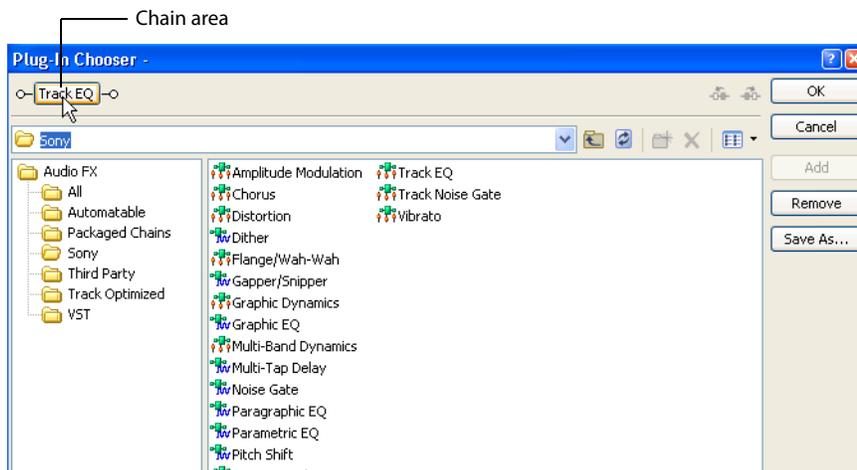 Chain area
Plug-In Chooser -
Track EQ
OK
Cancel
Add
Remove
Save As...
Sony
Audio FX
All
Automatable
Packaged Chains
Sony
Third Party
Track Optimized
VST
Amplitude Modulation
Chorus
Distortion
Dither
Flange/Wah-Wah
Gapper/Snipper
Graphic Dynamics
Graphic EQ
Multi-Band Dynamics
Multi-Tap Delay
Noise Gate
Paragraphic EQ
Parametric EQ
Pitch Shift
Track EQ
Track Noise Gate
Vibrato